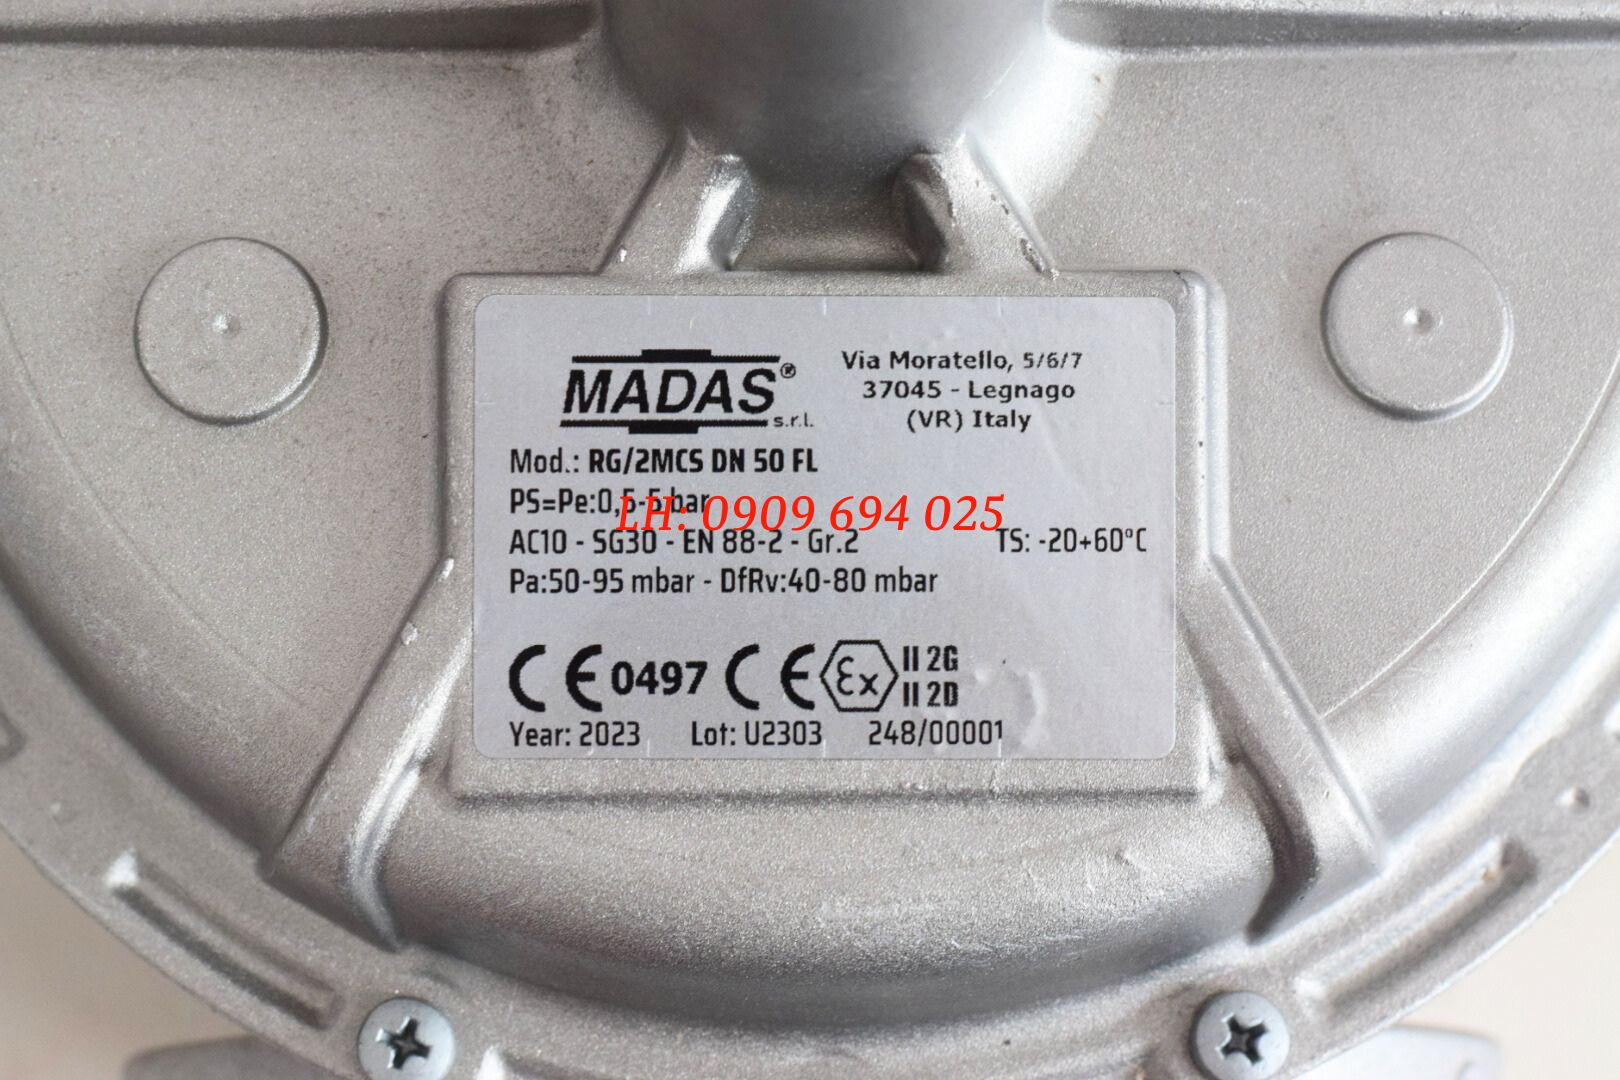 MADAS® s.r.l.
Via Moratello, 5/6/7
37045 - Legnago
(VR) Italy
Mod.: RG/2MCS DN 50 FL
PS=Pe:0,5-5 bar
LH: 0909 694 025
AC10 - SG30 - EN 88-2 - Gr.2 TS: -20+60°C
Pa:50-95 mbar - DfRv:40-80 mbar
CE 0497 CE Ex II 2G
II 2D
Year: 2023 Lot: U2303 248/00001